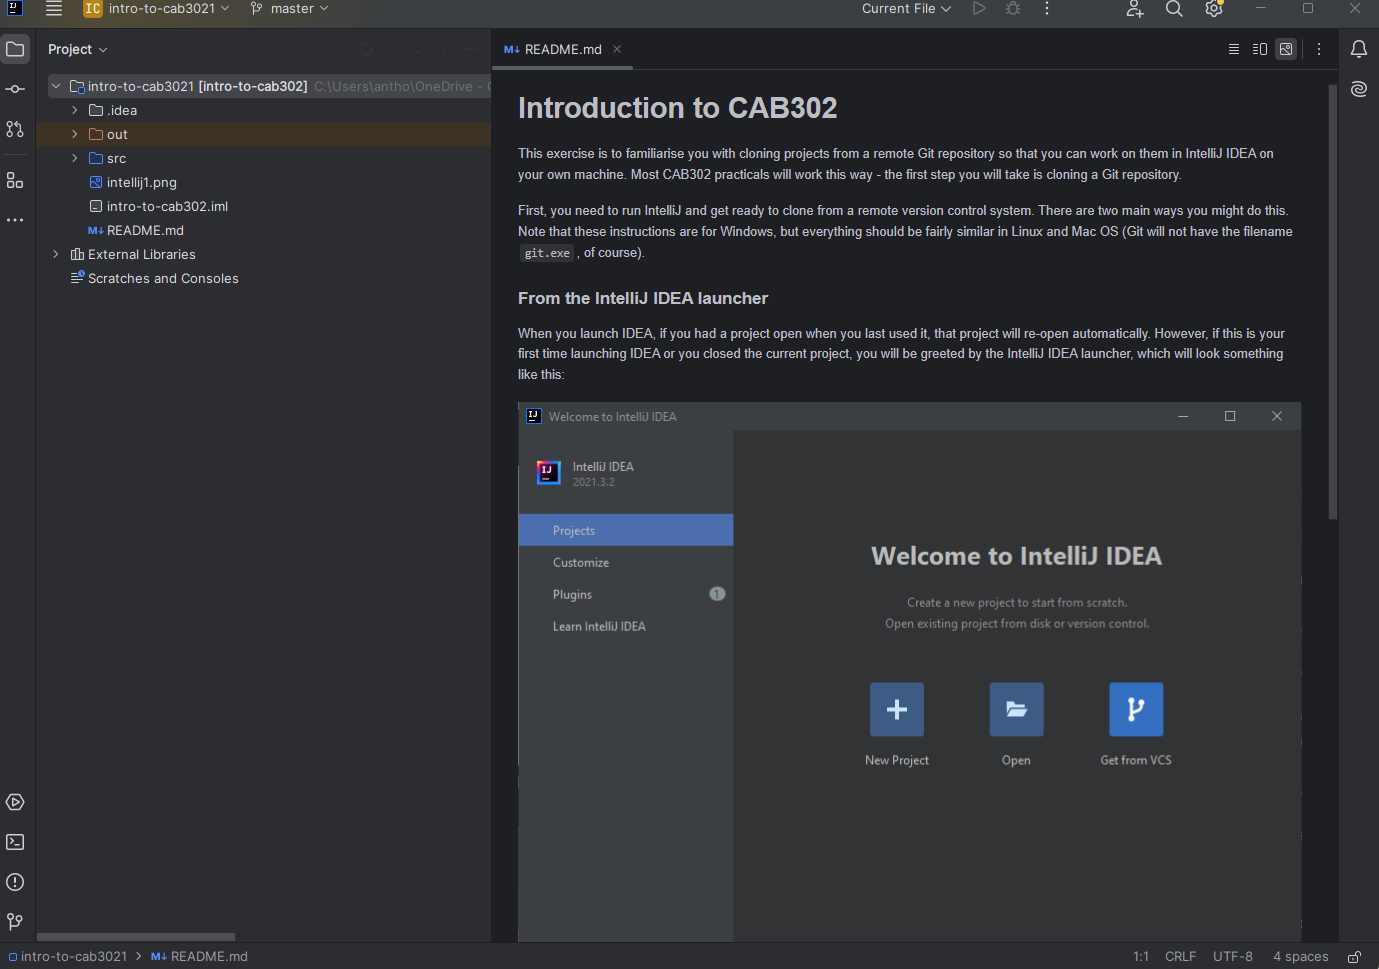 IJ
IC intro-to-cab3021 master Current File
Project
README.md
intro-to-cab3021 [intro-to-cab302] C:\Users\antho\OneDrive -
.idea
out
src
intellij1.png
intro-to-cab302.iml
M↓ README.md
External Libraries
Scratches and Consoles
Introduction to CAB302
This exercise is to familiarise you with cloning projects from a remote Git repository so that you can work on them in IntelliJ IDEA on
your own machine. Most CAB302 practicals will work this way - the first step you will take is cloning a Git repository.
First, you need to run IntelliJ and get ready to clone from a remote version control system. There are two main ways you might do this.
Note that these instructions are for Windows, but everything should be fairly similar in Linux and Mac OS (Git will not have the filename
git.exe , of course).
From the IntelliJ IDEA launcher
When you launch IDEA, if you had a project open when you last used it, that project will re-open automatically. However, if this is your
first time launching IDEA or you closed the current project, you will be greeted by the IntelliJ IDEA launcher, which will look something
like this:
IJ Welcome to IntelliJ IDEA
IJ IntelliJ IDEA
2021.3.2
Projects
Customize
Plugins 1
Learn IntelliJ IDEA
Welcome to IntelliJ IDEA
Create a new project to start from scratch.
Open existing project from disk or version control.
New Project Open Get from VCS
intro-to-cab3021 > M↓ README.md 1:1 CRLF UTF-8 4 spaces